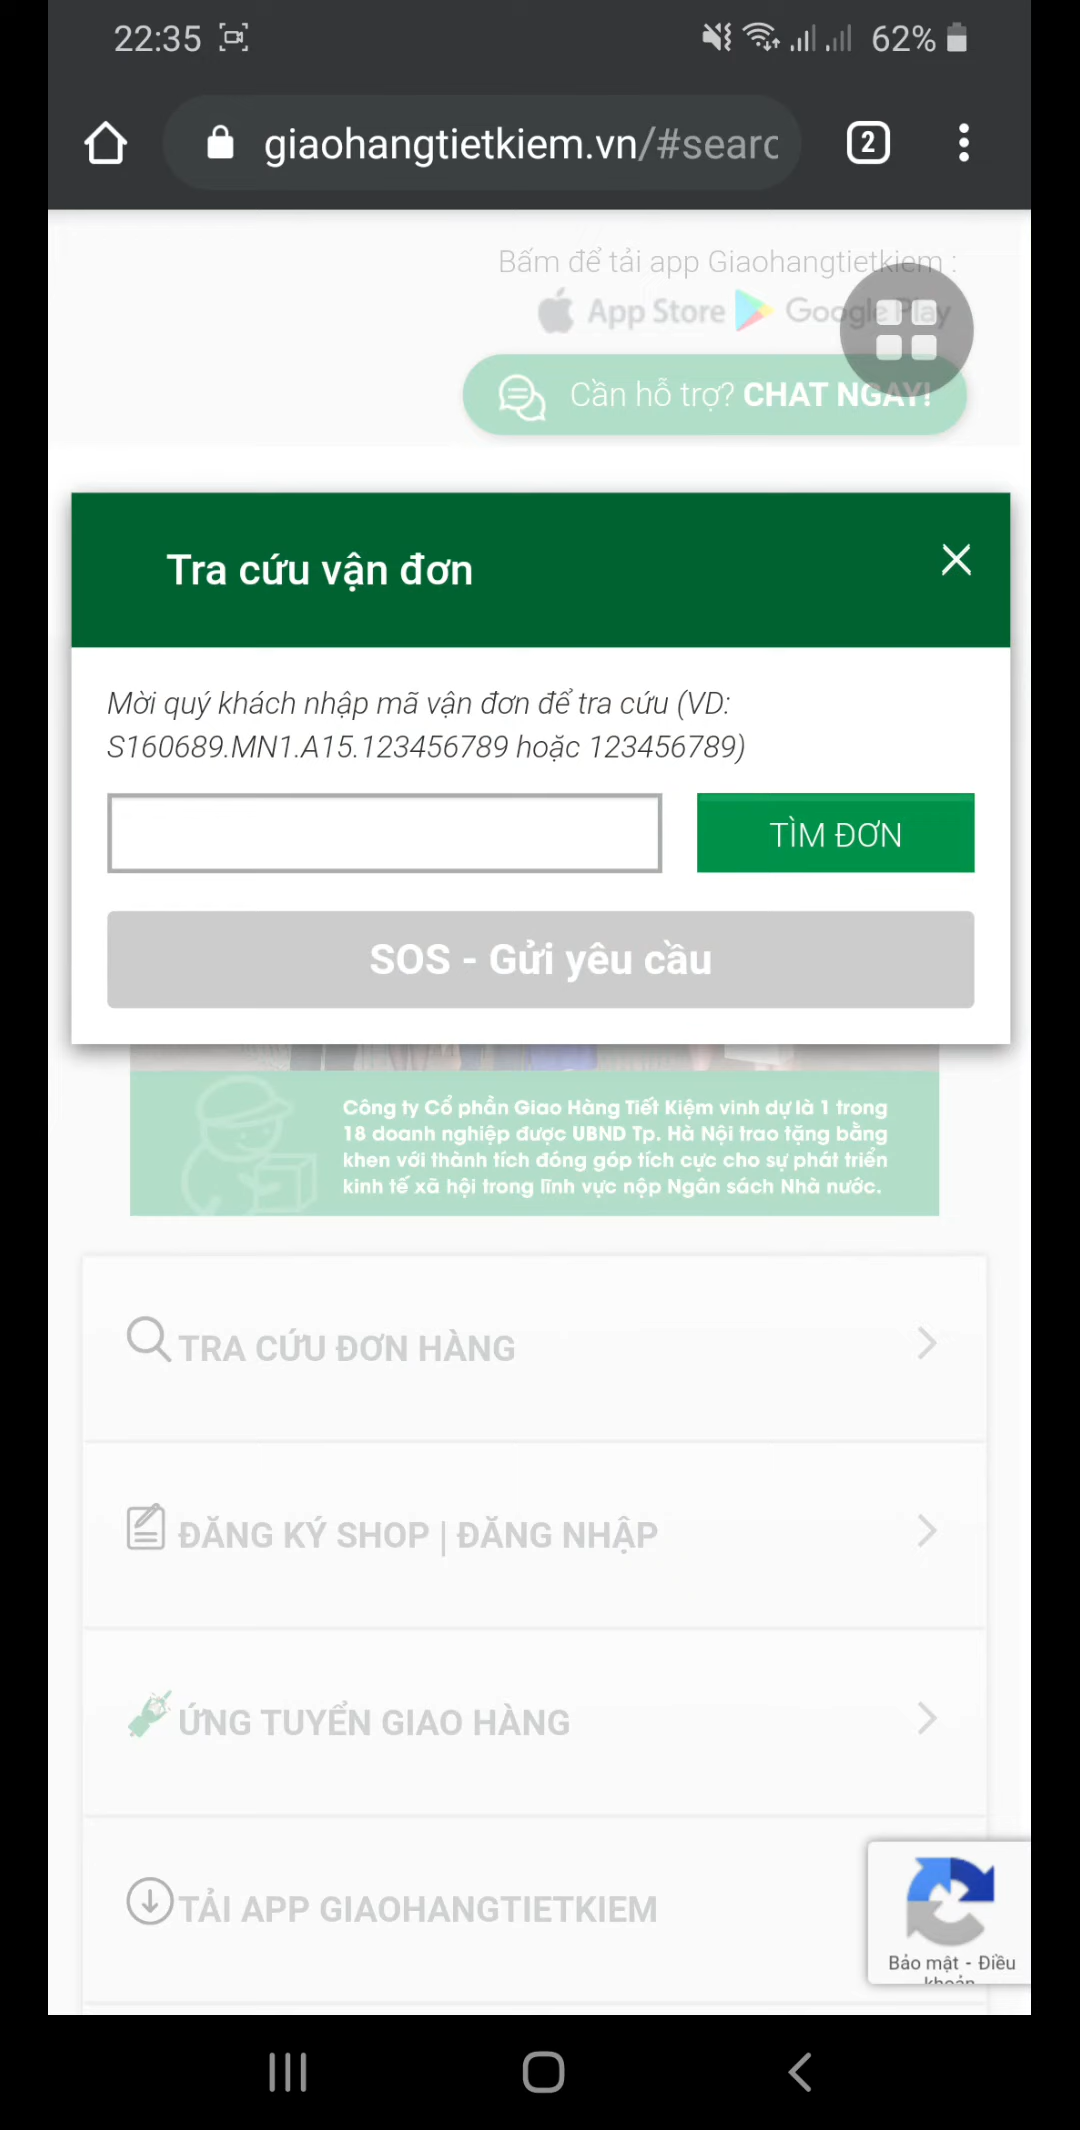 22:35
62%
giaohangtietkiem.vn/#searc
2
Bấm để tải app Giaohangtietkiem :
App Store
Google Play
Cần hỗ trợ? CHAT NGAY!
Tra cứu vận đơn
Mời quý khách nhập mã vận đơn để tra cứu (VD:
S160689.MN1.A15.123456789 hoặc 123456789)
TÌM ĐƠN
SOS - Gửi yêu cầu
Công ty Cổ phần Giao Hàng Tiết Kiệm vinh dự là 1 trong
18 doanh nghiệp được UBND Tp. Hà Nội trao tặng bằng
khen với thành tích đóng góp tích cực cho sự phát triển
kinh tế xã hội trong lĩnh vực nộp Ngân sách Nhà nước.
TRA CỨU ĐƠN HÀNG
ĐĂNG KÝ SHOP | ĐĂNG NHẬP
ỨNG TUYỂN GIAO HÀNG
TẢI APP GIAOHANGTIETKIEM
Bảo mật - Điều
khoản